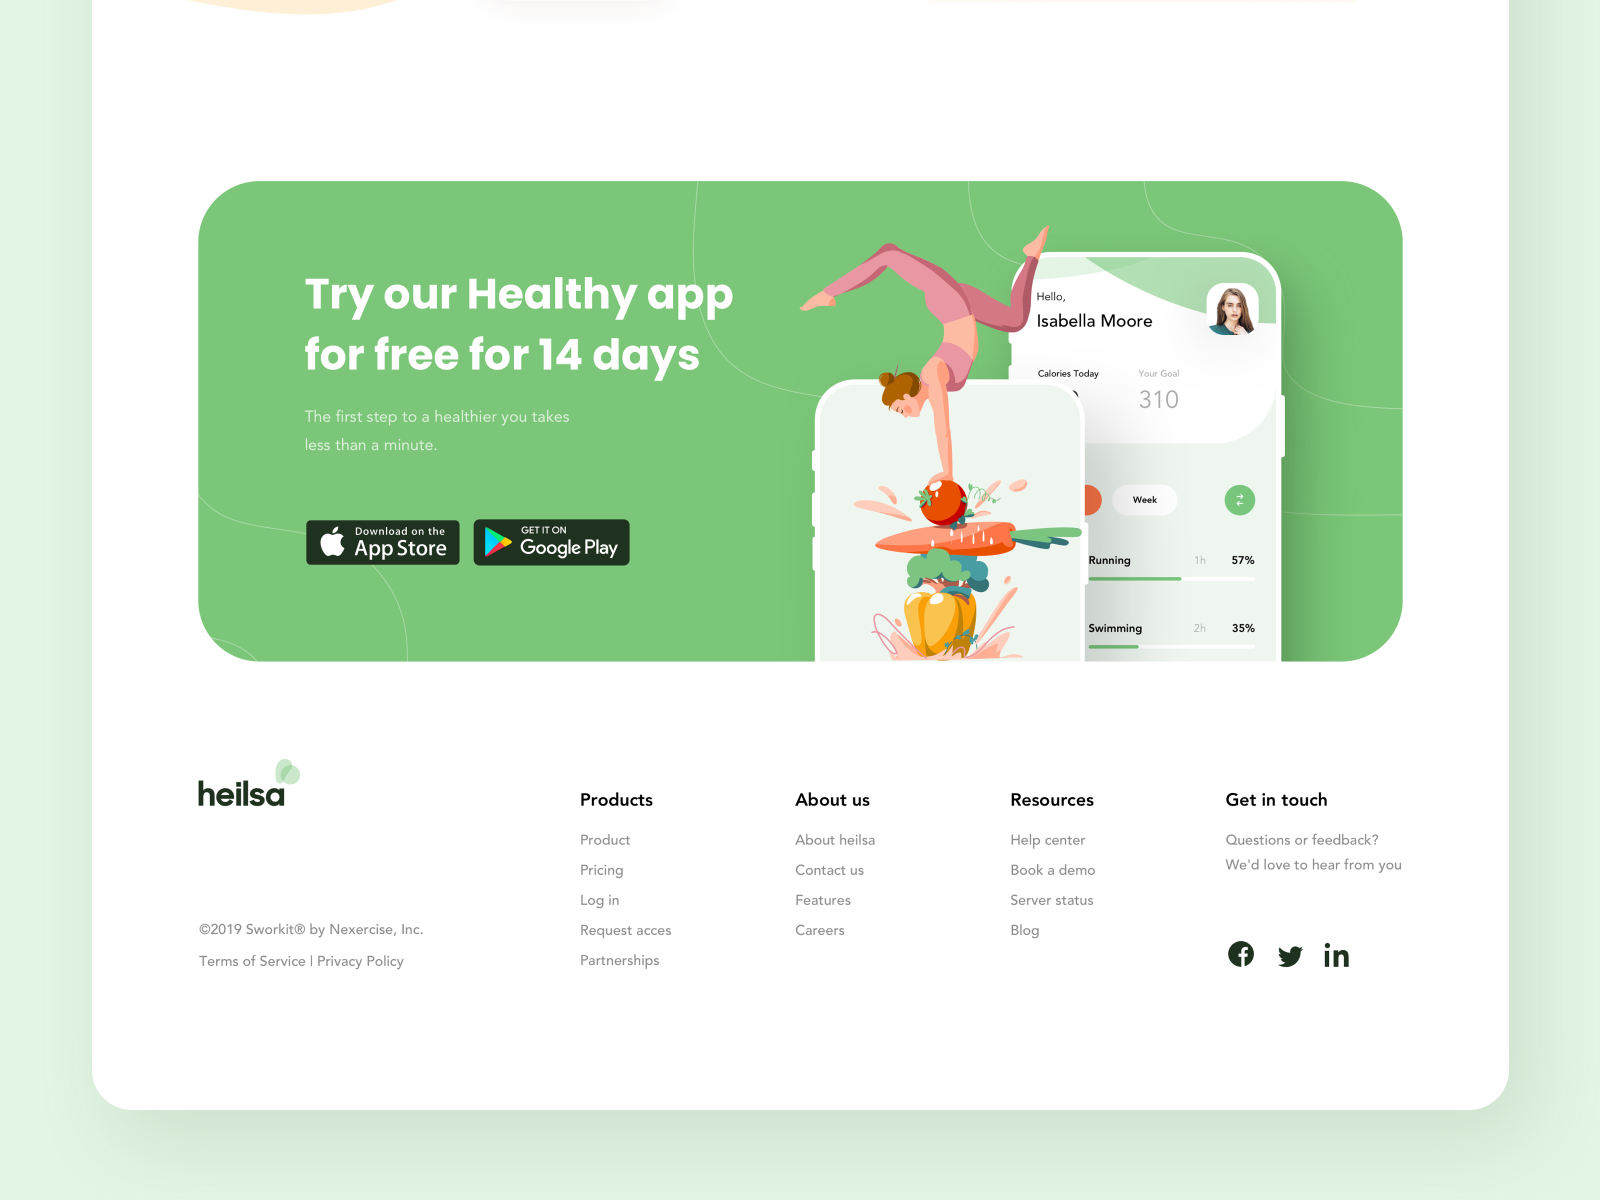 Try our Healthy app
for free for 14 days
The first step to a healthier you takes
less than a minute.
Download on the
App Store
GET IT ON
Google Play
Hello,
Isabella Moore
Calories Today
Your Goal
310
Week
Running 1h 57%
Swimming 2h 35%
heilsa
©2019 Sworkit® by Nexercise, Inc.
Terms of Service | Privacy Policy
Products
Product
Pricing
Log in
Request acces
Partnerships
About us
About heilsa
Contact us
Features
Careers
Resources
Help center
Book a demo
Server status
Blog
Get in touch
Questions or feedback?
We'd love to hear from you